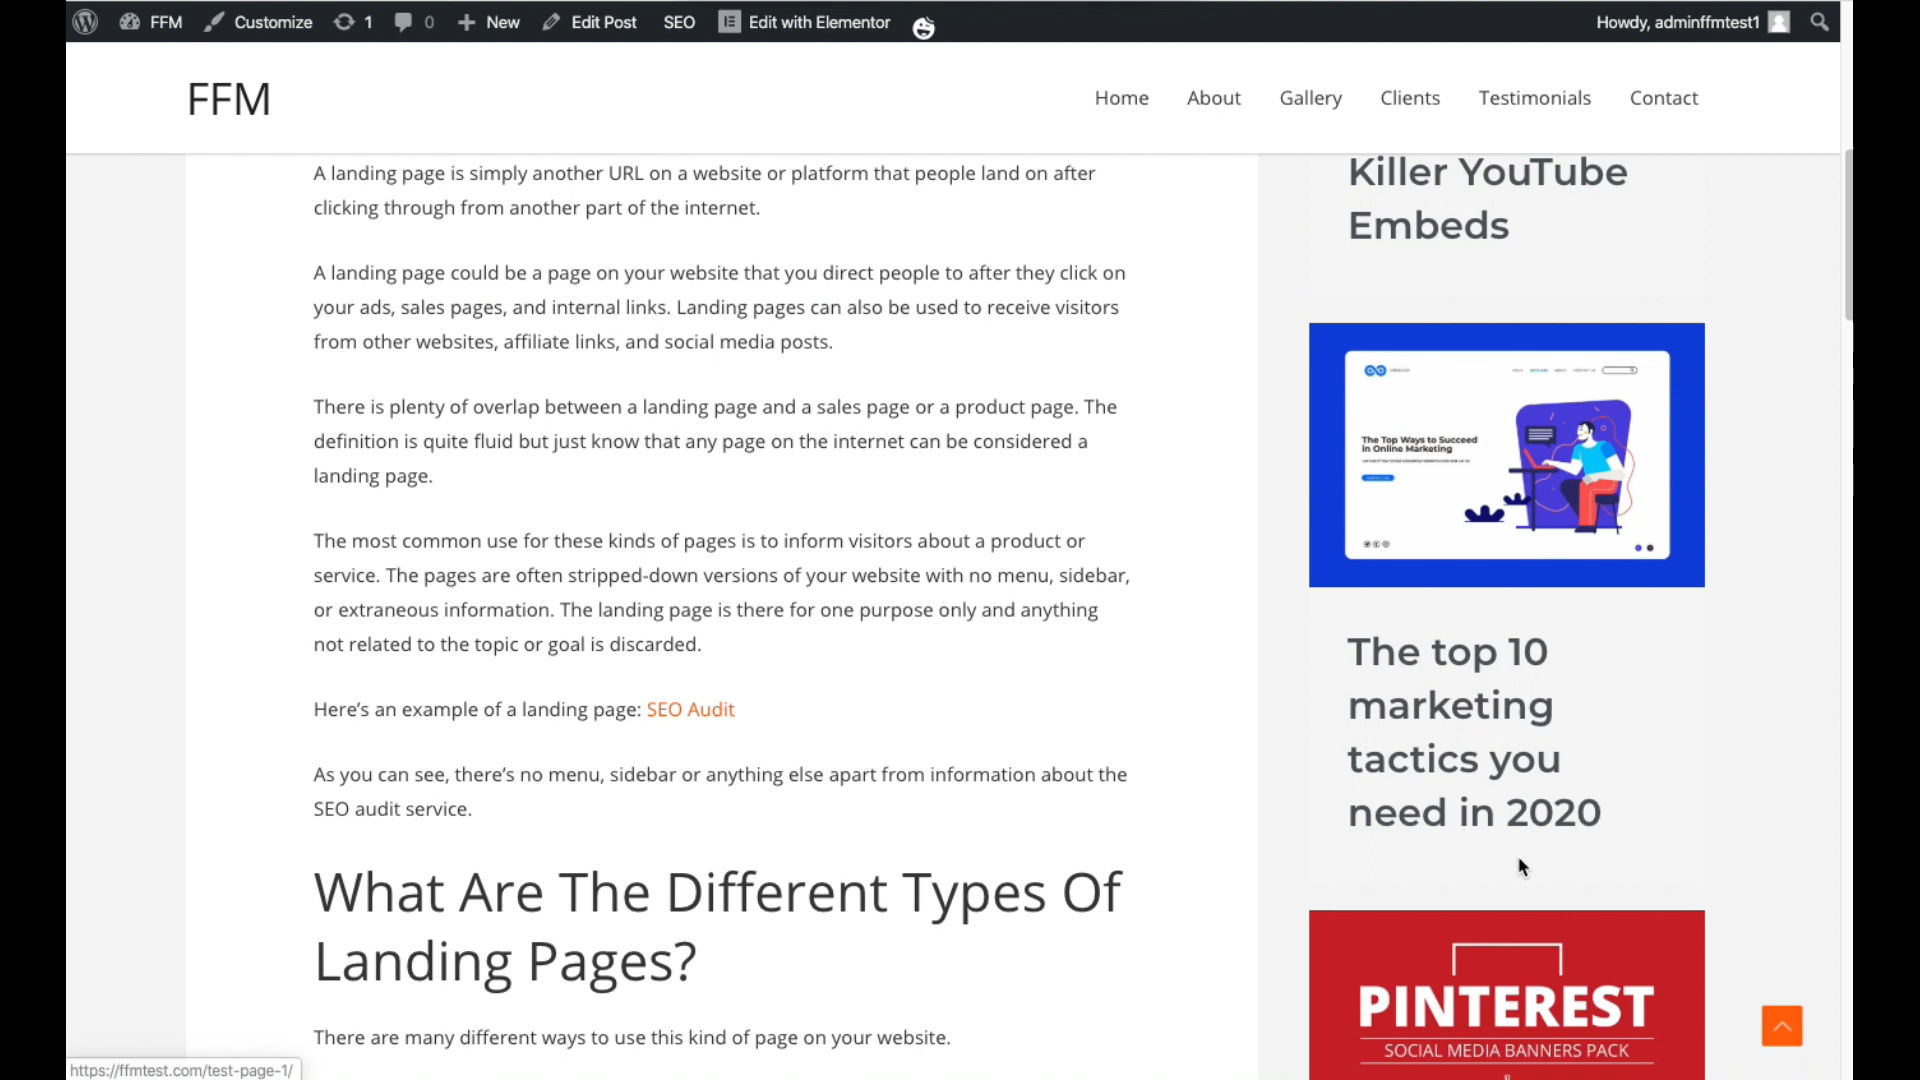 FFM
Customize
1
0
New
Edit Post
SEO
Edit with Elementor
Howdy, adminffmtest1
FFM
Home
About
Gallery
Clients
Testimonials
Contact
A landing page is simply another URL on a website or platform that people land on after
clicking through from another part of the internet.
A landing page could be a page on your website that you direct people to after they click on
your ads, sales pages, and internal links. Landing pages can also be used to receive visitors
from other websites, affiliate links, and social media posts.
There is plenty of overlap between a landing page and a sales page or a product page. The
definition is quite fluid but just know that any page on the internet can be considered a
landing page.
The most common use for these kinds of pages is to inform visitors about a product or
service. The pages are often stripped-down versions of your website with no menu, sidebar,
or extraneous information. The landing page is there for one purpose only and anything
not related to the topic or goal is discarded.
Here's an example of a landing page: SEO Audit
As you can see, there's no menu, sidebar or anything else apart from information about the
SEO audit service.
What Are The Different Types Of
Landing Pages?
There are many different ways to use this kind of page on your website.
Killer YouTube
Embeds
The Top Ways to Succeed
in Online Marketing
The top 10
marketing
tactics you
need in 2020
PINTEREST
SOCIAL MEDIA BANNERS PACK
https://ffmtest.com/test-page-1/